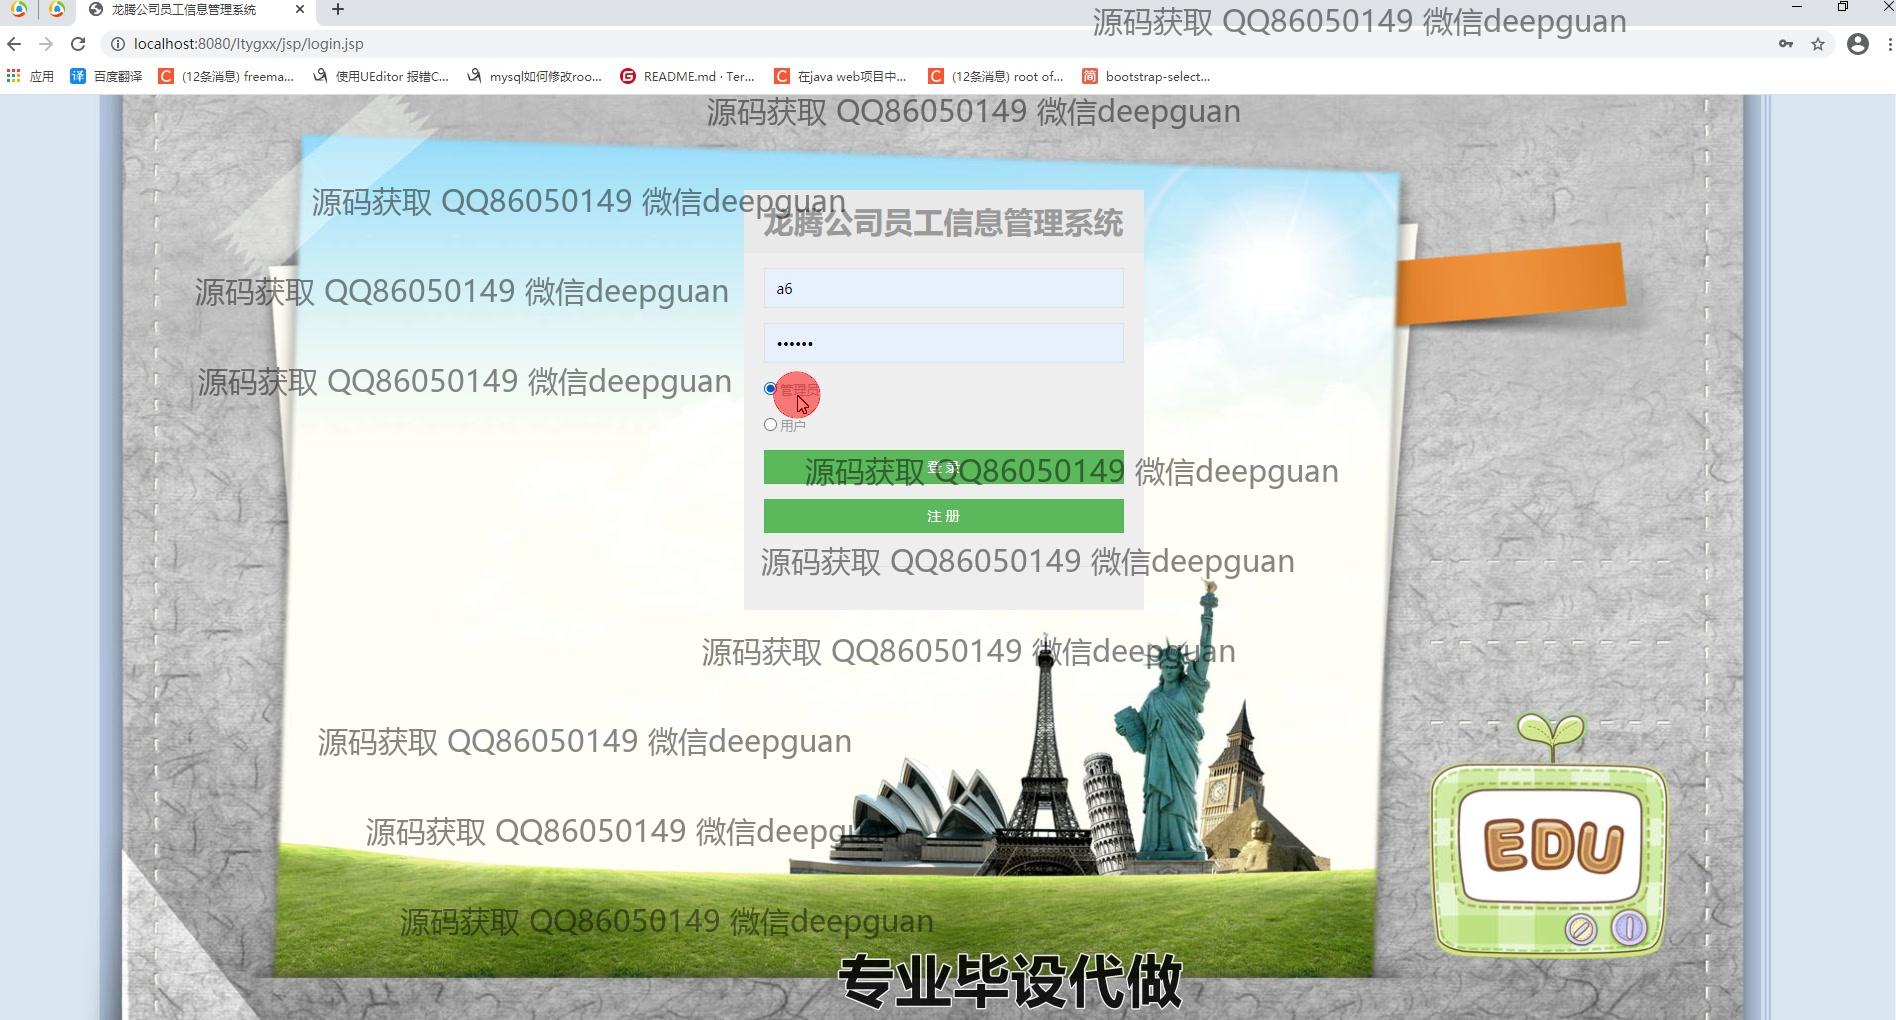 龙腾公司员工信息管理系统
源码获取 QQ86050149 微信deepguan
localhost:8080/ltygxx/jsp/login.jsp
应用
百度翻译
(12条消息) freema...
使用UEditor 报错C...
mysql如何修改roo...
README.md · Ter...
在java web项目中...
(12条消息) root of...
bootstrap-select...
源码获取 QQ86050149 微信deepguan
源码获取 QQ86050149 微信deepguan
龙腾公司员工信息管理系统
源码获取 QQ86050149 微信deepguan
a6
源码获取 QQ86050149 微信deepguan
管理员
用户
登 录
源码获取 QQ86050149 微信deepguan
注 册
源码获取 QQ86050149 微信deepguan
源码获取 QQ86050149 微信deepguan
源码获取 QQ86050149 微信deepguan
源码获取 QQ86050149 微信deepguan
EDU
源码获取 QQ86050149 微信deepguan
专业毕设代做